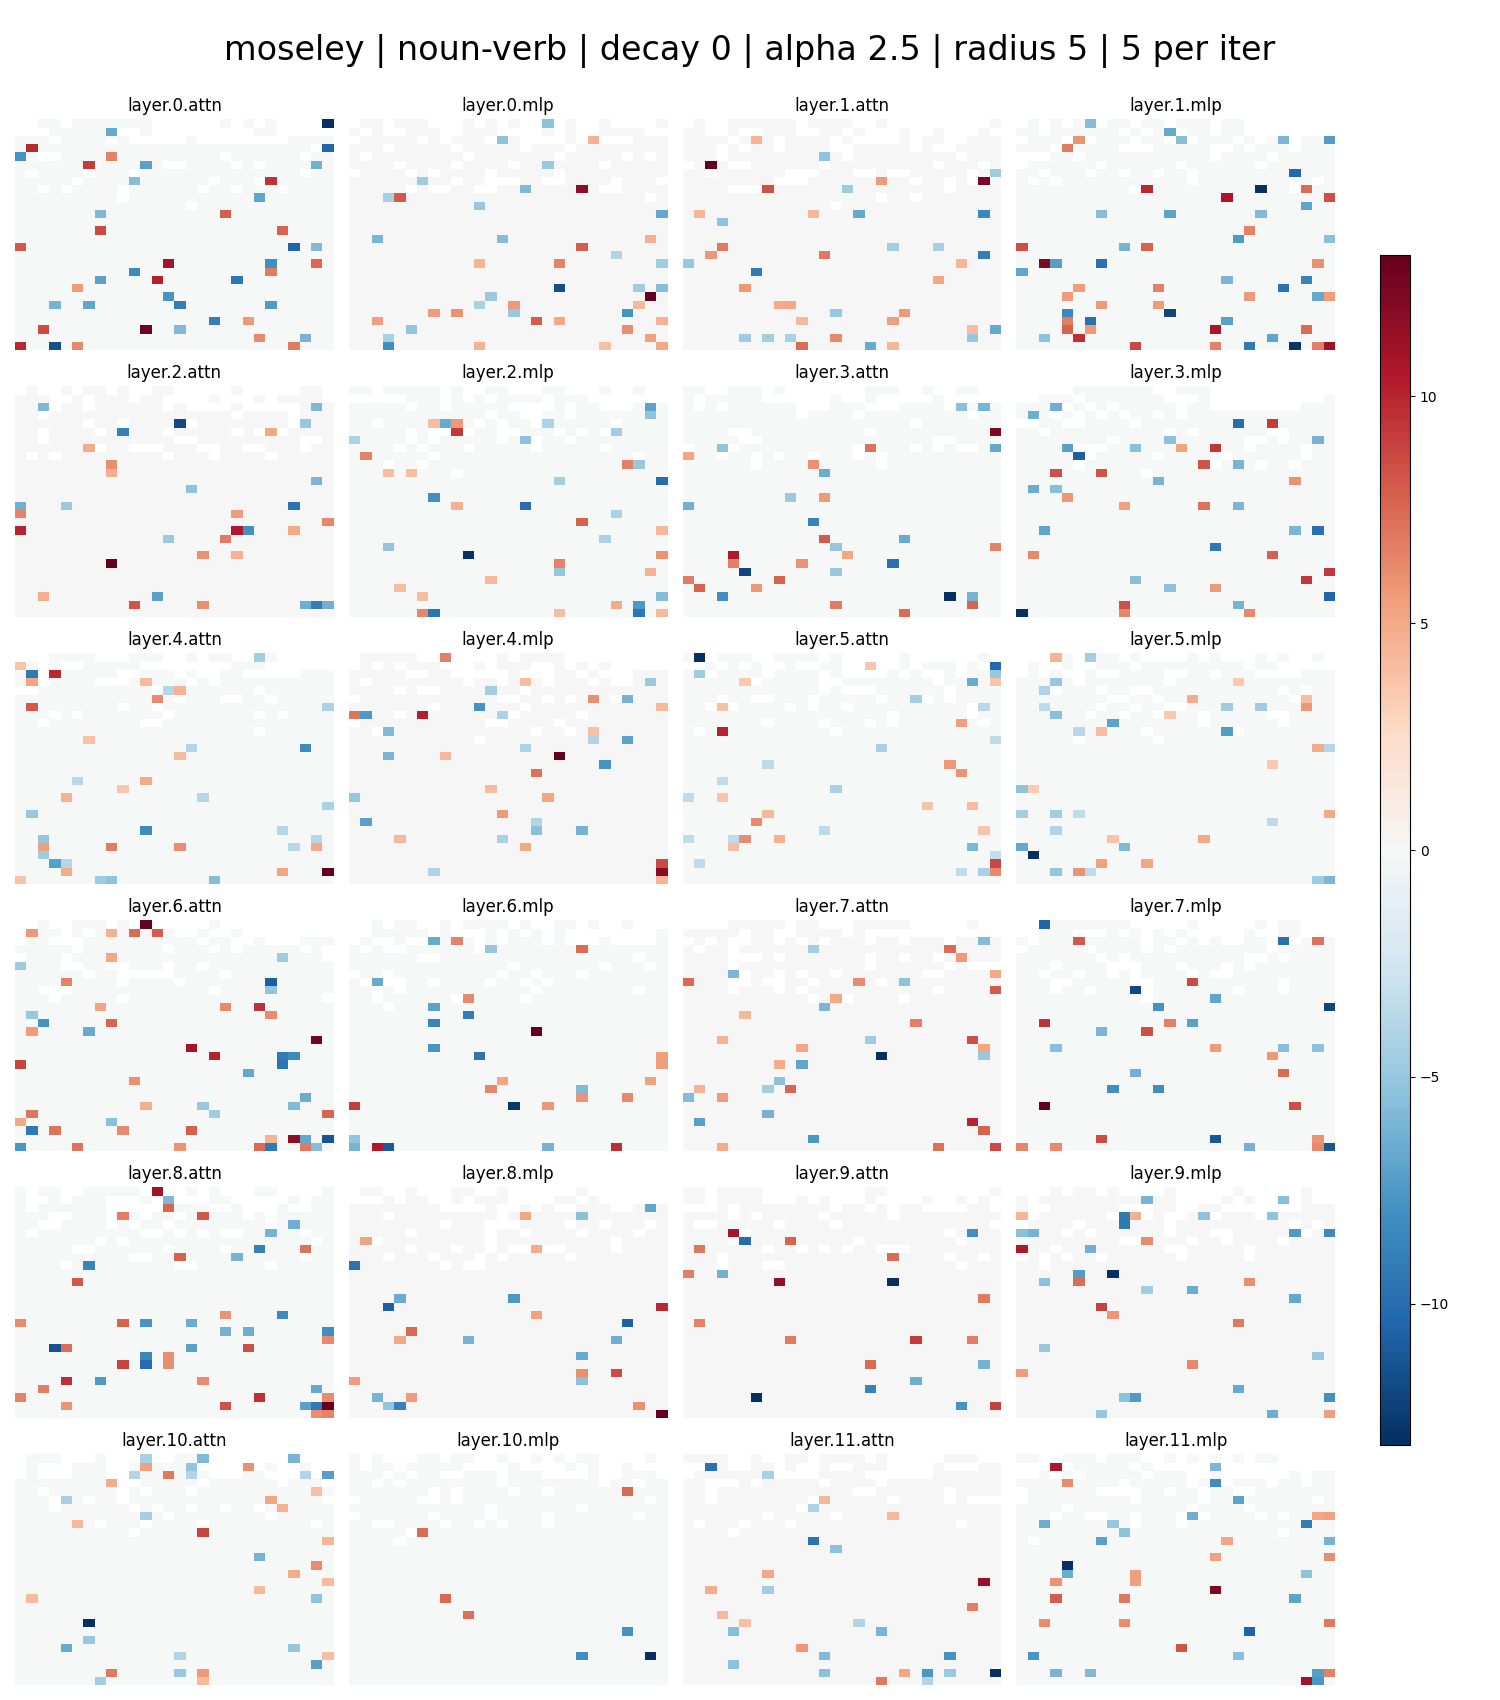 moseley | noun-verb | decay 0 | alpha 2.5 | radius 5 | 5 per iter
layer.0.attn layer.0.mlp layer.1.attn layer.1.mlp
layer.2.attn layer.2.mlp layer.3.attn layer.3.mlp
layer.4.attn layer.4.mlp layer.5.attn layer.5.mlp
layer.6.attn layer.6.mlp layer.7.attn layer.7.mlp
layer.8.attn layer.8.mlp layer.9.attn layer.9.mlp
layer.10.attn layer.10.mlp layer.11.attn layer.11.mlp
10
5
0
−5
−10